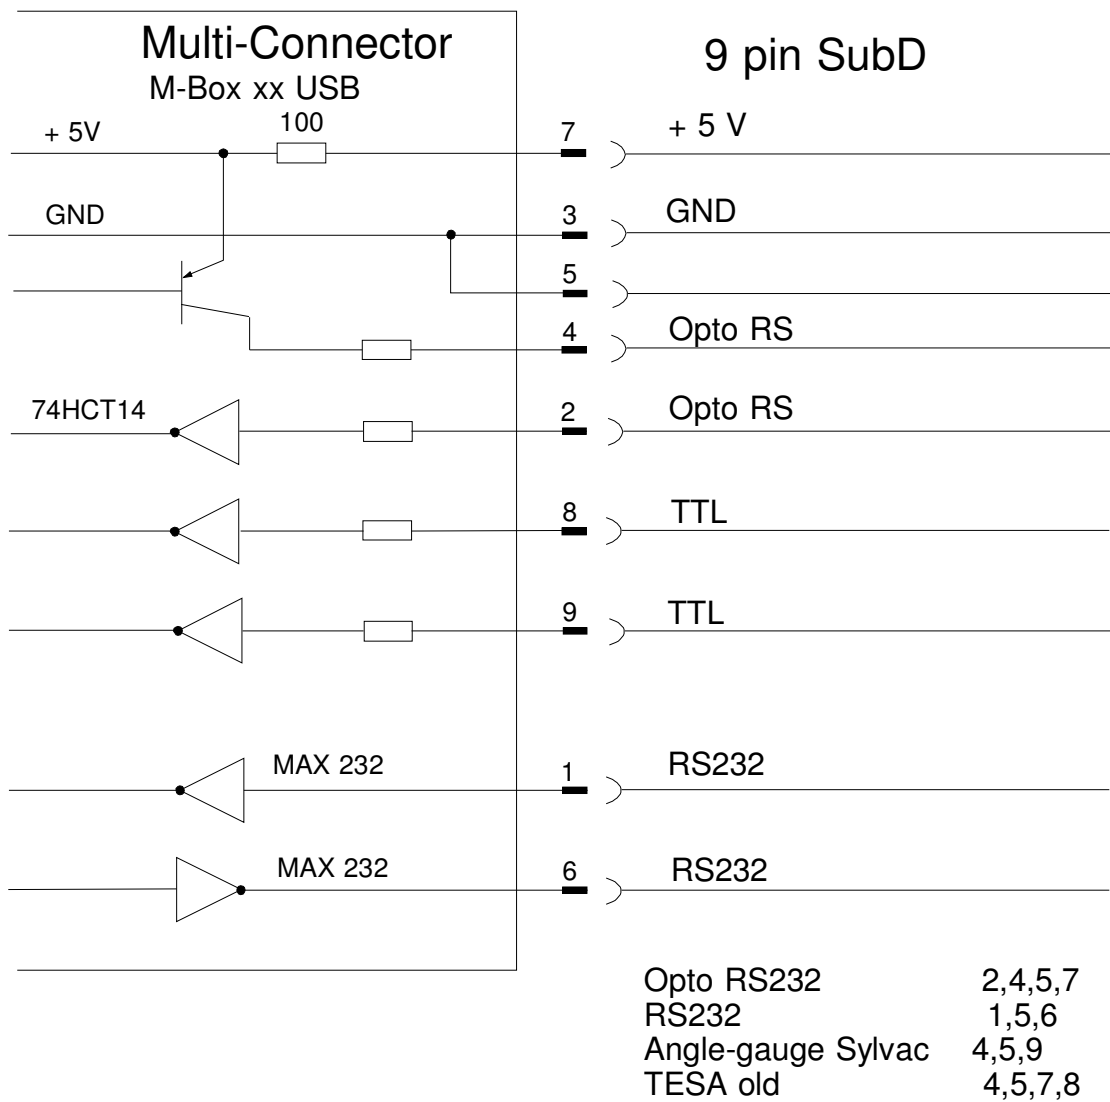 Multi-Connector
9 pin SubD
M-Box xx USB
+ 5V
100
7
+ 5 V
GND
3
GND
5
4
Opto RS
74HCT14
2
Opto RS
8
TTL
9
TTL
MAX 232
1
RS232
MAX 232
6
RS232
Opto RS232 2,4,5,7
RS232 1,5,6
Angle-gauge Sylvac 4,5,9
TESA old 4,5,7,8